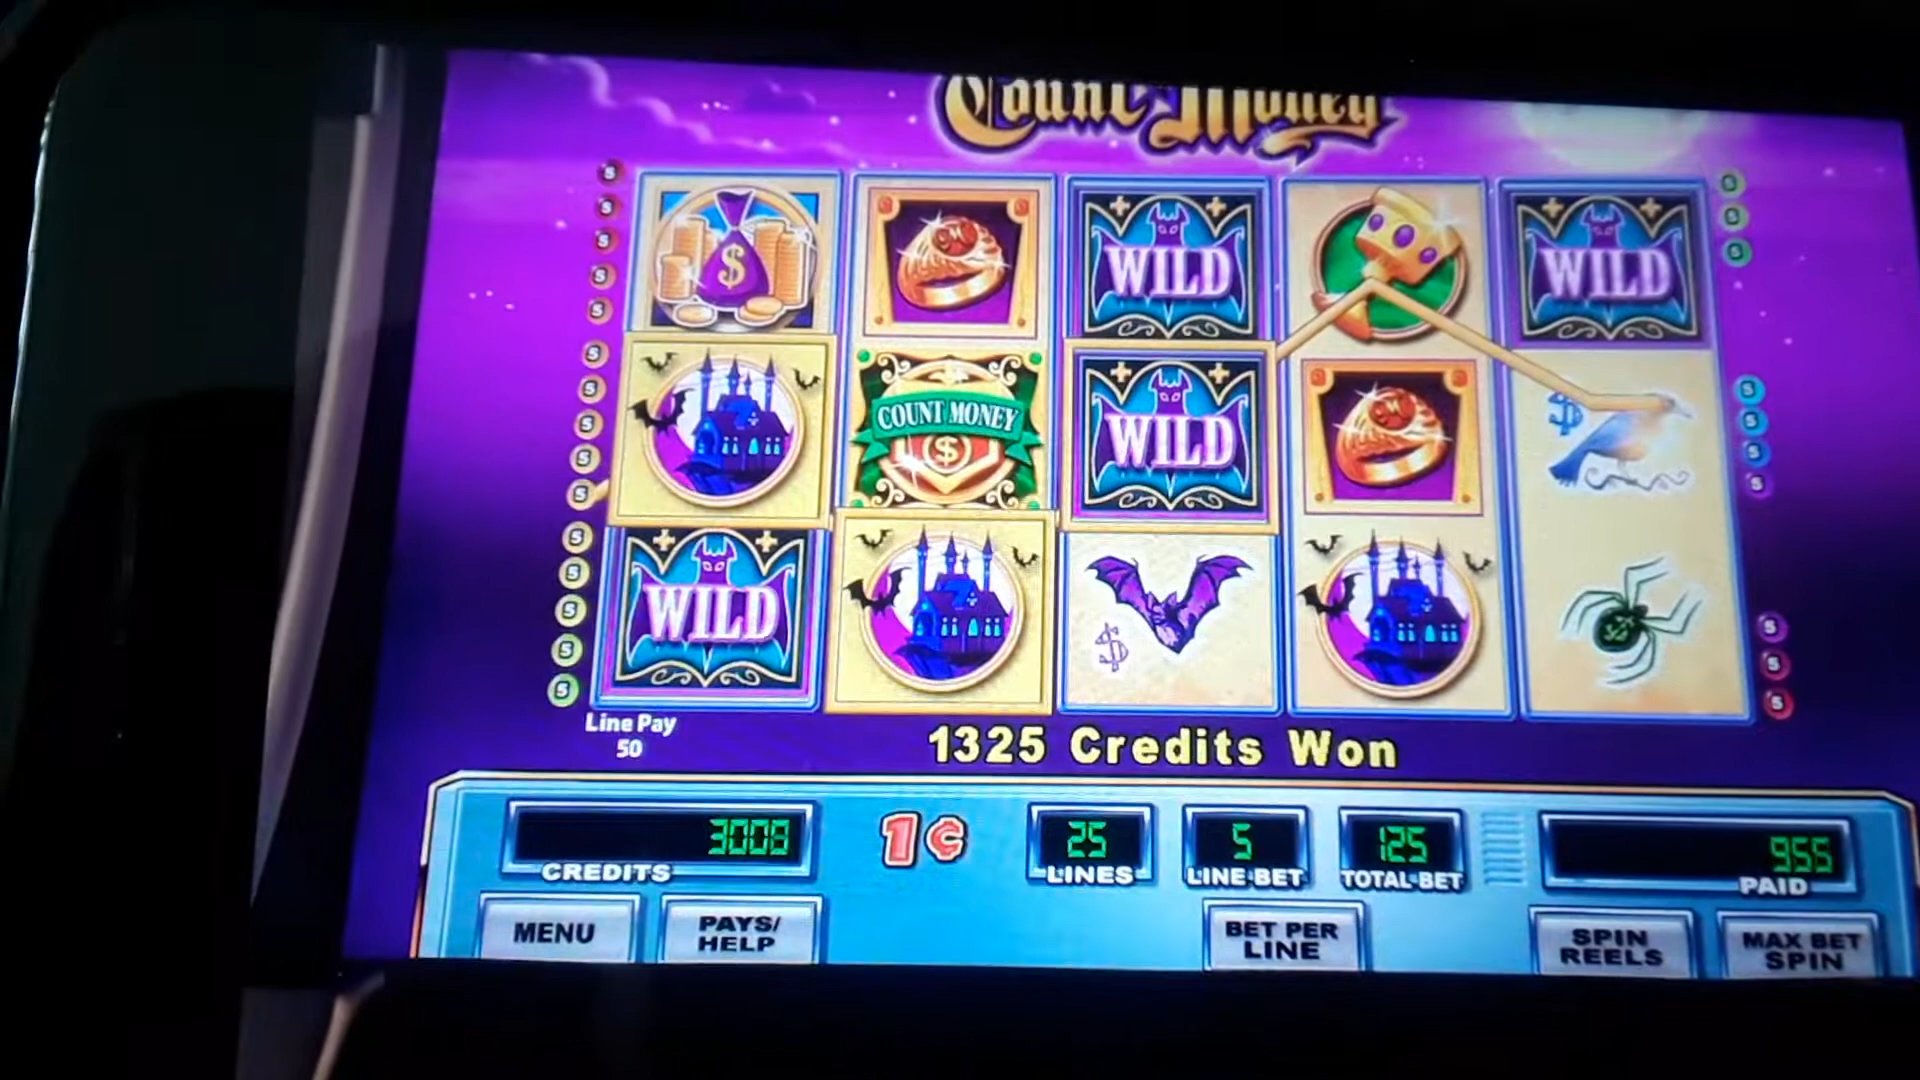 Count Money
$
CM
WILD
WILD
COUNT MONEY
$
WILD
CM
$
WILD
$
$
Line Pay
50
1325 Credits Won
3008
CREDITS
1¢
25
LINES
5
LINE BET
125
TOTAL BET
955
PAID
MENU
PAYS/
HELP
BET PER
LINE
SPIN
REELS
MAX BET
SPIN